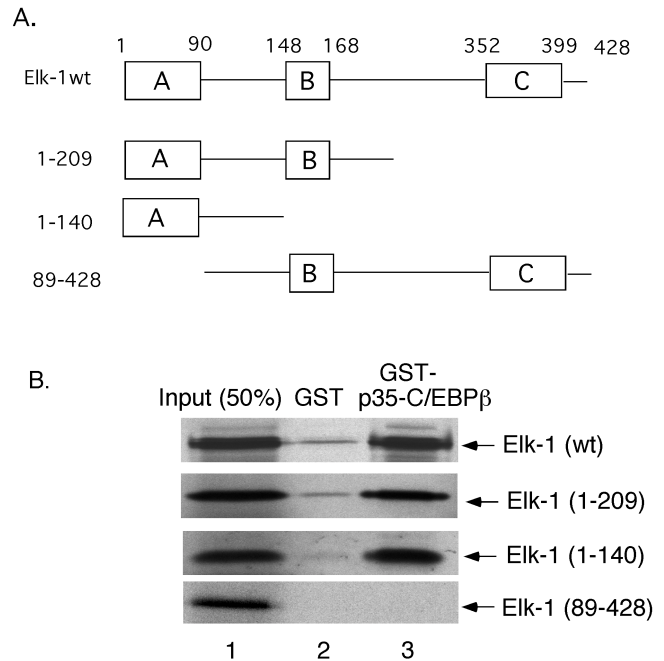 A.
1 90 148 168 352 399 428
Elk-1wt A B C
1-209 A B
1-140 A
89-428 B C
B.
Input (50%) GST GST-
p35-C/EBPβ
Elk-1 (wt)
Elk-1 (1-209)
Elk-1 (1-140)
Elk-1 (89-428)
1 2 3